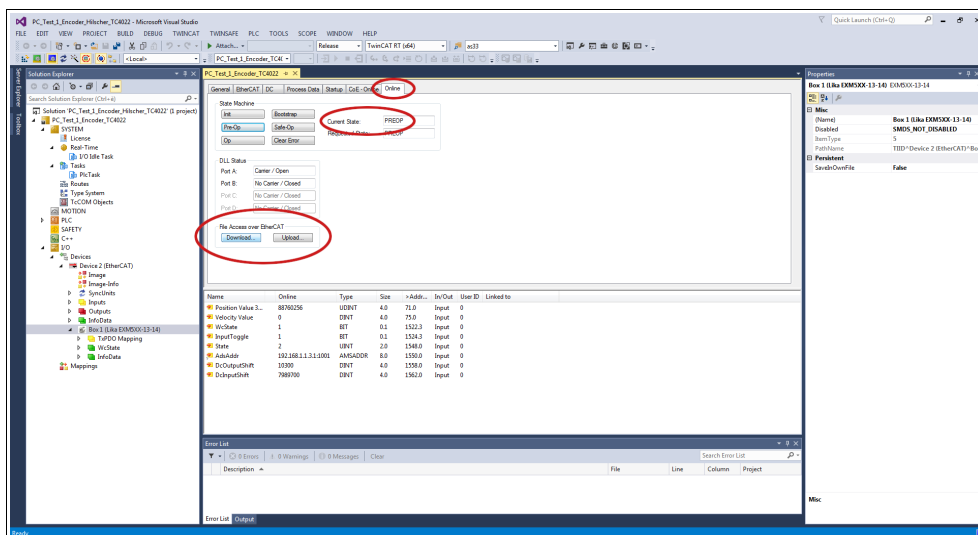 PC_Test_1_Encoder_Hilscher_TC4022 - Microsoft Visual Studio
Quick Launch (Ctrl+Q)
FILE EDIT VIEW PROJECT BUILD DEBUG TWINCAT TWINSAFE PLC TOOLS SCOPE WINDOW HELP
Attach... Release TwinCAT RT (x64) as33
<Local> PC_Test_1_Encoder_TC4(
Server Explorer
Toolbox
Solution Explorer
Search Solution Explorer (Ctrl+è)
Solution 'PC_Test_1_Encoder_Hilscher_TC4022' (1 project)
PC_Test_1_Encoder_TC4022
SYSTEM
License
Real-Time
I/O Idle Task
Tasks
PlcTask
Routes
Type System
TcCOM Objects
MOTION
PLC
SAFETY
C++
I/O
Devices
Device 2 (EtherCAT)
Image
Image-Info
SyncUnits
Inputs
Outputs
InfoData
Box 1 (Lika EXM5XX-13-14)
TxPDO Mapping
WcState
InfoData
Mappings
PC_Test_1_Encoder_TC4022
General EtherCAT DC Process Data Startup CoE - Online Online
State Machine
Init Bootstrap
Pre-Op Safe-Op
Op Clear Error
Current State: PREOP
Requested State: PREOP
DLL Status
Port A: Carrier / Open
Port B: No Carrier / Closed
Port C: No Carrier / Closed
Port D: No Carrier / Closed
File Access over EtherCAT
Download... Upload...
Name Online Type Size >Addr... In/Out User ID Linked to
Position Value 3... 88760256 UDINT 4.0 71.0 Input 0
Velocity Value 0 DINT 4.0 75.0 Input 0
WcState 1 BIT 0.1 1522.3 Input 0
InputToggle 1 BIT 0.1 1524.3 Input 0
State 2 UINT 2.0 1548.0 Input 0
AdsAddr 192.168.1.1.3.1:1001 AMSADDR 8.0 1550.0 Input 0
DcOutputShift 10300 DINT 4.0 1558.0 Input 0
DcInputShift 7989700 DINT 4.0 1562.0 Input 0
Error List
0 Errors 0 Warnings 0 Messages Clear
Search Error List
Description File Line Column Project
Error List Output
Properties
Box 1 (Lika EXM5XX-13-14) EXM5XX-13-14
Misc
(Name) Box 1 (Lika EXM5XX-13-14)
Disabled SMDS_NOT_DISABLED
ItemType 5
PathName TIID^Device 2 (EtherCAT)^Bo
Persistent
SaveInOwnFile False
Misc
Ready